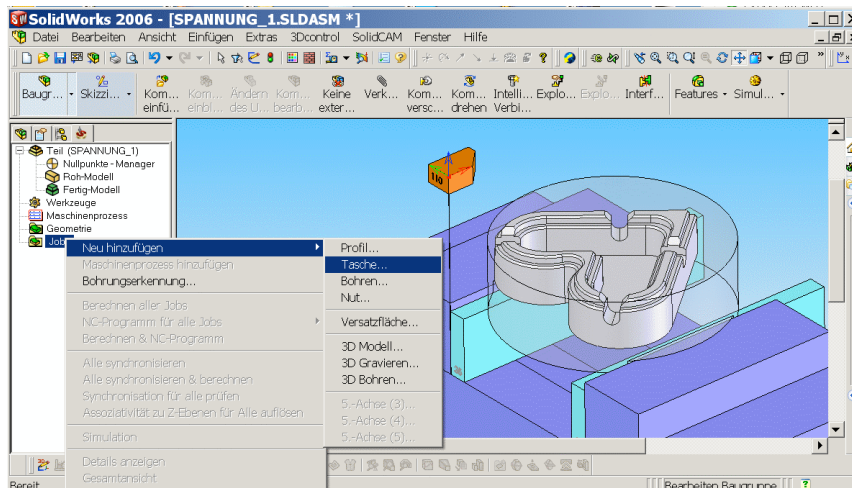 SolidWorks 2006 - [SPANNUNG_1.SLDASM *]
Datei Bearbeiten Ansicht Einfügen Extras 3Dcontrol SolidCAM Fenster Hilfe
Baugr... Skizzi... Kom... Kom... Ändern Kom... Keine Verk... Kom... Kom... Intelli... Explo... Explo... Interf... Features Simul...
einfü... einbl... des U... bearb... exter... versc... drehen Verbi...
Teil (SPANNUNG_1)
Nullpunkte-Manager
Roh-Modell
Fertig-Modell
Werkzeuge
Maschinenprozess
Geometrie
Job
Neu hinzufügen
Maschinenprozess hinzufügen
Bohrungserkennung...
Berechnen aller Jobs
NC-Programm für alle Jobs
Berechnen & NC-Programm
Alle synchronisieren
Alle synchronisieren & berechnen
Synchronisation für alle prüfen
Assoziativität zu Z-Ebenen für Alle auflösen
Simulation
Details anzeigen
Gesamtansicht
Profil...
Tasche...
Bohren...
Nut...
Versatzfläche...
3D Modell...
3D Gravieren...
3D Bohren...
5.-Achse (3)...
5.-Achse (4)...
5.-Achse (5)...
110
Bereit
Bearbeiten Baugruppe